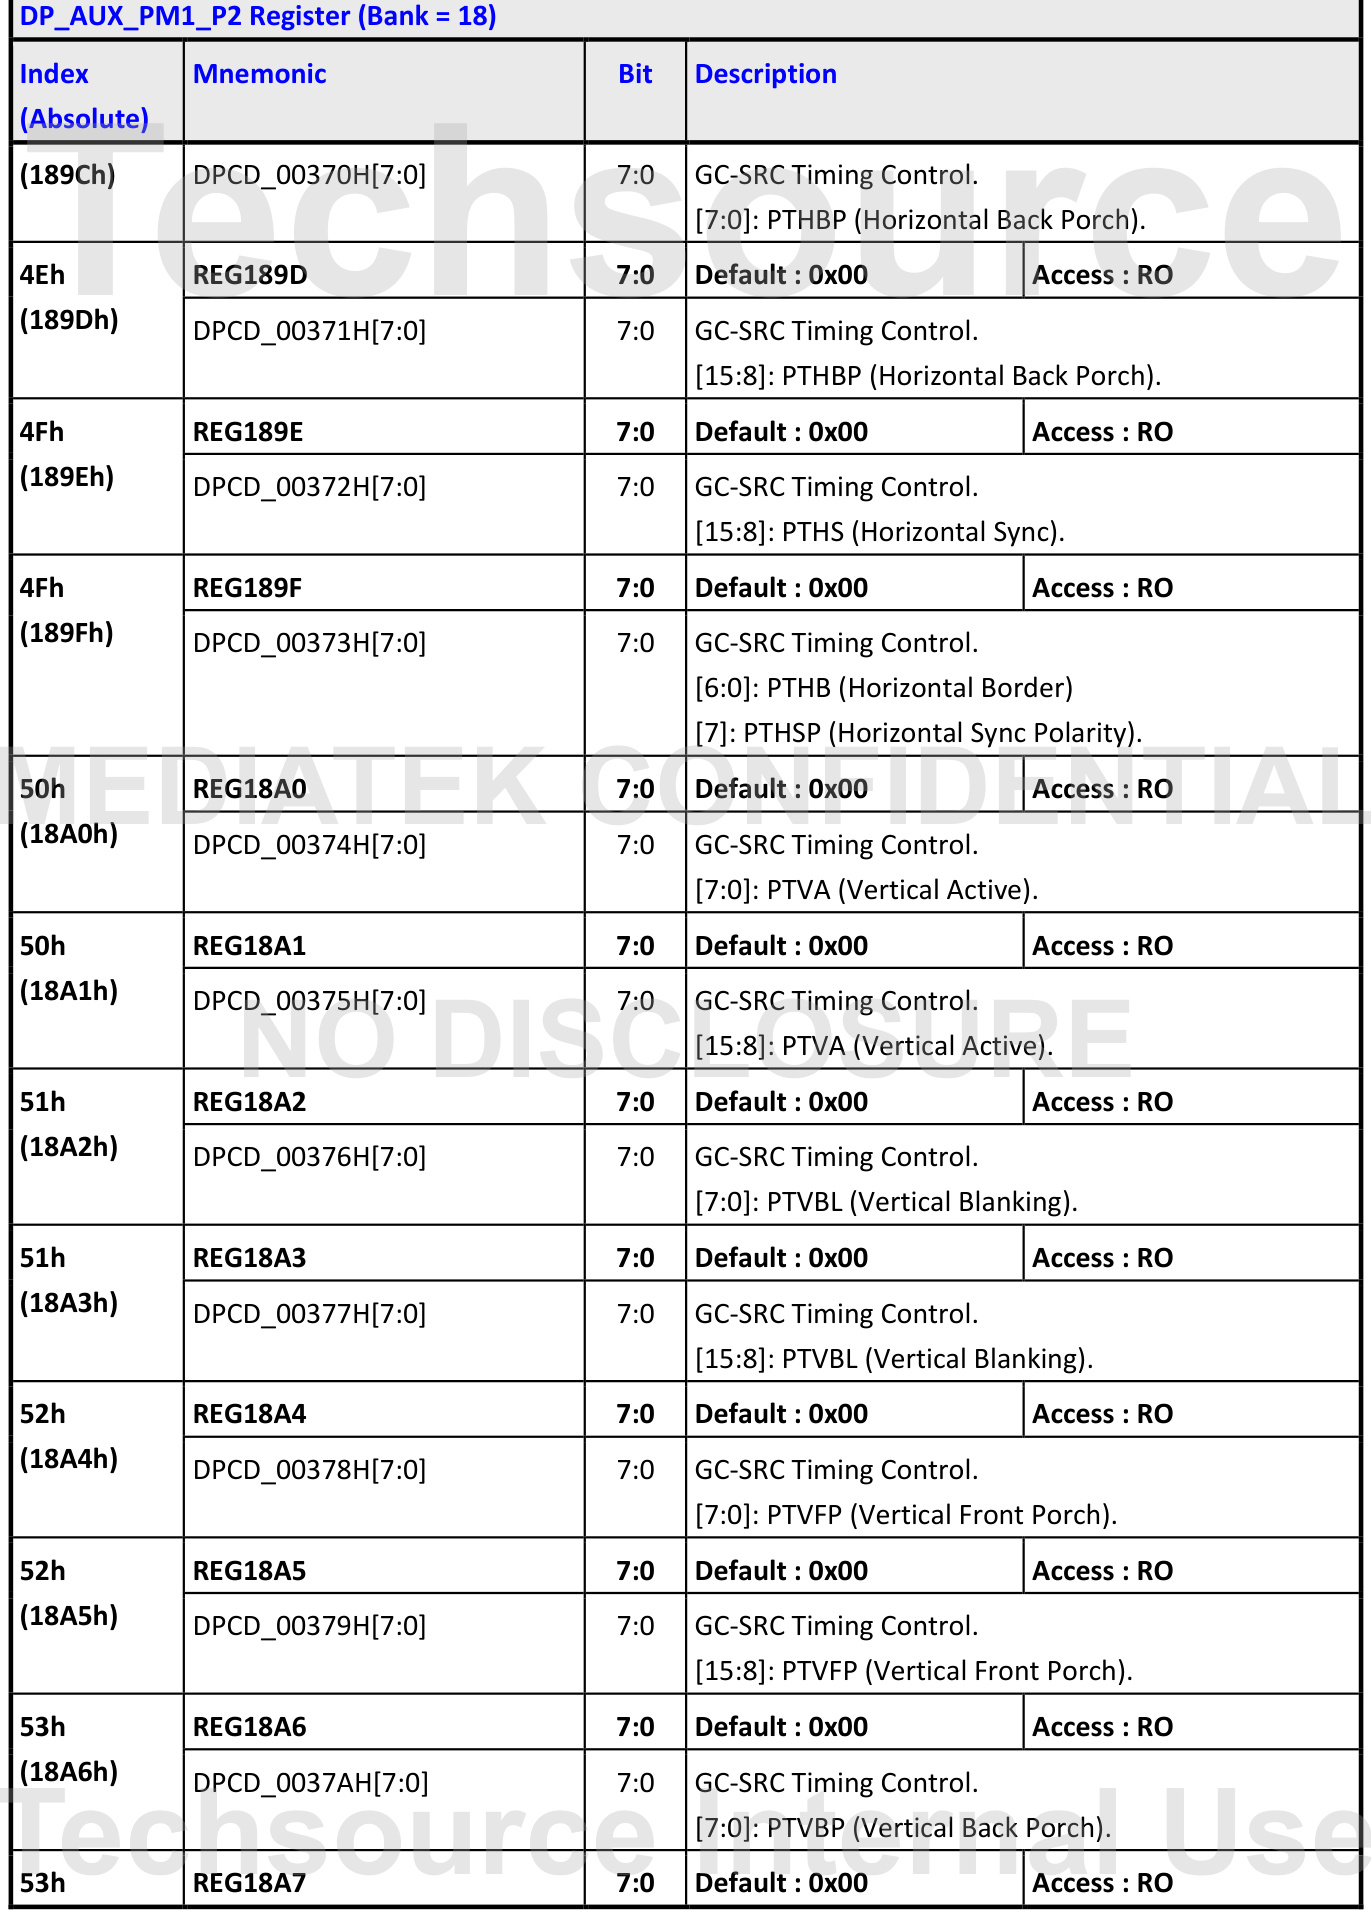 DP_AUX_PM1_P2 Register (Bank = 18)
Index (Absolute) Mnemonic Bit Description
(189Ch) DPCD_00370H[7:0] 7:0 GC-SRC Timing Control.
[7:0]: PTHBP (Horizontal Back Porch).
4Eh REG189D 7:0 Default : 0x00 Access : RO
(189Dh) DPCD_00371H[7:0] 7:0 GC-SRC Timing Control.
[15:8]: PTHBP (Horizontal Back Porch).
4Fh REG189E 7:0 Default : 0x00 Access : RO
(189Eh) DPCD_00372H[7:0] 7:0 GC-SRC Timing Control.
[15:8]: PTHS (Horizontal Sync).
4Fh REG189F 7:0 Default : 0x00 Access : RO
(189Fh) DPCD_00373H[7:0] 7:0 GC-SRC Timing Control.
[6:0]: PTHB (Horizontal Border)
[7]: PTHSP (Horizontal Sync Polarity).
50h REG18A0 7:0 Default : 0x00 Access : RO
(18A0h) DPCD_00374H[7:0] 7:0 GC-SRC Timing Control.
[7:0]: PTVA (Vertical Active).
50h REG18A1 7:0 Default : 0x00 Access : RO
(18A1h) DPCD_00375H[7:0] 7:0 GC-SRC Timing Control.
[15:8]: PTVA (Vertical Active).
51h REG18A2 7:0 Default : 0x00 Access : RO
(18A2h) DPCD_00376H[7:0] 7:0 GC-SRC Timing Control.
[7:0]: PTVBL (Vertical Blanking).
51h REG18A3 7:0 Default : 0x00 Access : RO
(18A3h) DPCD_00377H[7:0] 7:0 GC-SRC Timing Control.
[15:8]: PTVBL (Vertical Blanking).
52h REG18A4 7:0 Default : 0x00 Access : RO
(18A4h) DPCD_00378H[7:0] 7:0 GC-SRC Timing Control.
[7:0]: PTVFP (Vertical Front Porch).
52h REG18A5 7:0 Default : 0x00 Access : RO
(18A5h) DPCD_00379H[7:0] 7:0 GC-SRC Timing Control.
[15:8]: PTVFP (Vertical Front Porch).
53h REG18A6 7:0 Default : 0x00 Access : RO
(18A6h) DPCD_0037AH[7:0] 7:0 GC-SRC Timing Control.
[7:0]: PTVBP (Vertical Back Porch).
53h REG18A7 7:0 Default : 0x00 Access : RO
Techsource
MEDIATEK CONFIDENTIAL
NO DISCLOSURE
Techsource Internal Use